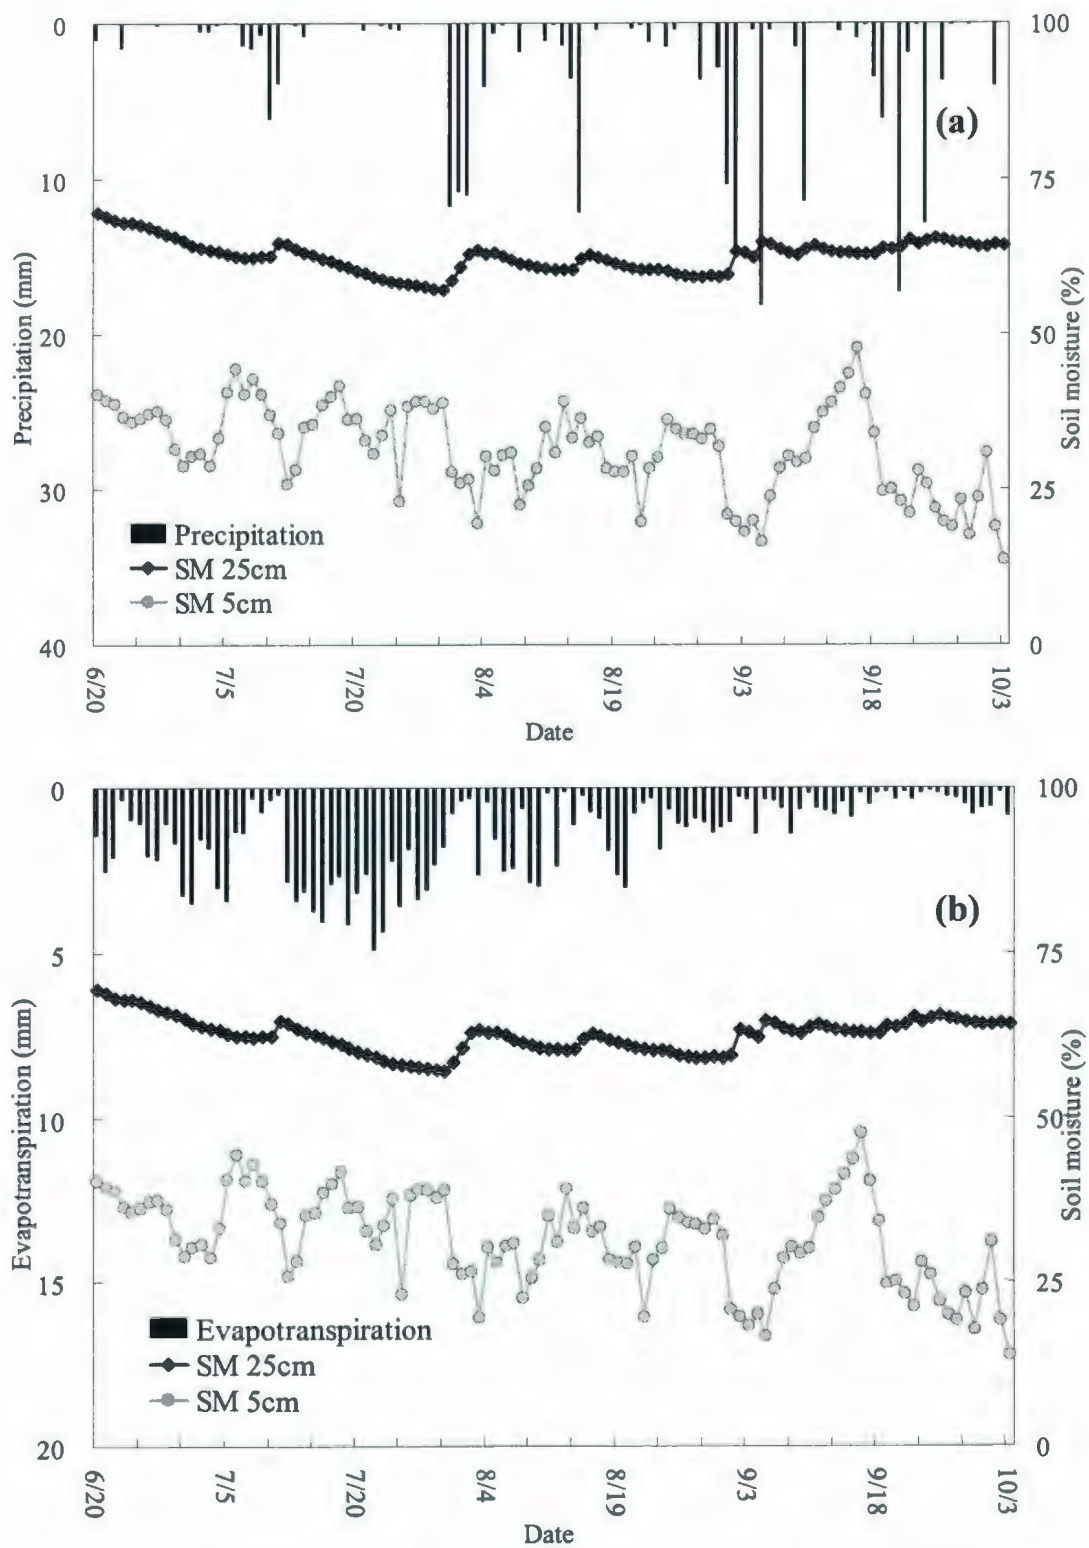 0
10
20
30
40
Precipitation (mm)
100
75
50
25
0
Soil moisture (%)
(a)
Precipitation
SM 25cm
SM 5cm
6/20
7/5
7/20
8/4
8/19
9/3
9/18
10/3
Date
0
5
10
15
20
Evapotranspiration (mm)
100
75
50
25
0
Soil moisture (%)
(b)
Evapotranspiration
SM 25cm
SM 5cm
6/20
7/5
7/20
8/4
8/19
9/3
9/18
10/3
Date